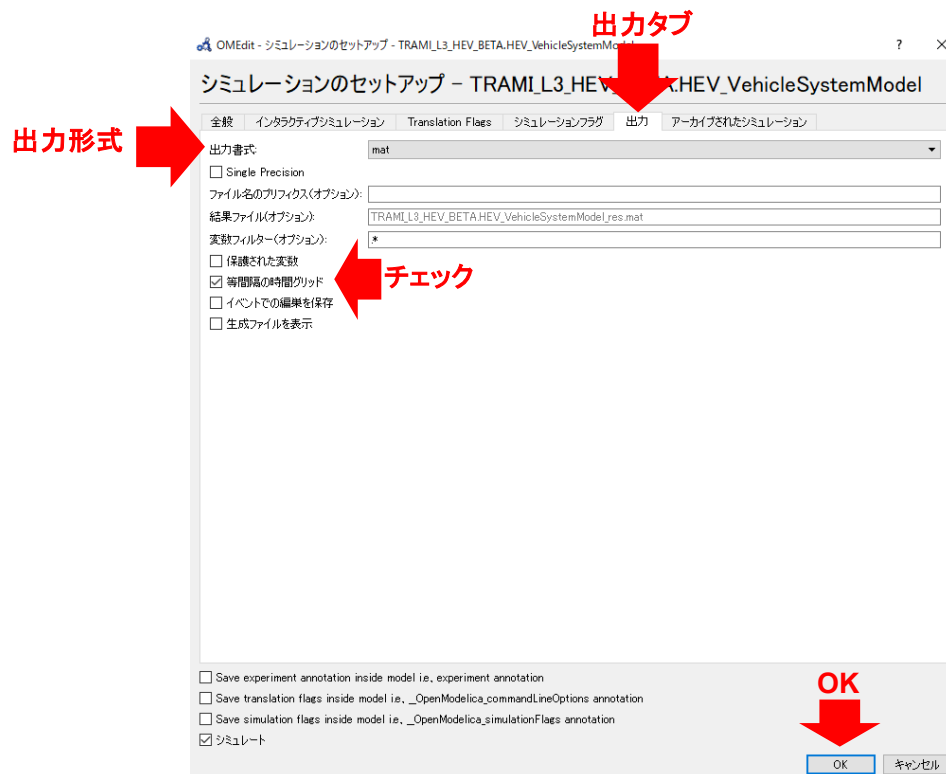 出力タブ
OMEdit - シミュレーションのセットアップ - TRAMI_L3_HEV_BETA.HEV_VehicleSystemMo
? ×
シミュレーションのセットアップ - TRAMI_L3_HEV_BETA.HEV_VehicleSystemModel
全般 インタラクティブシミュレーション Translation Flags シミュレーションフラグ 出力 アーカイブされたシミュレーション
出力形式
出力書式: mat
Single Precision
ファイル名のプリフィクス(オプション):
結果ファイル(オプション): TRAMI_L3_HEV_BETA.HEV_VehicleSystemModel_res.mat
変数フィルター(オプション): .*
保護された変数
等間隔の時間グリッド
チェック
イベントでの編集を保存
生成ファイルを表示
Save experiment annotation inside model i.e., experiment annotation
Save translation flags inside model i.e., __OpenModelica_commandLineOptions annotation
Save simulation flags inside model i.e., __OpenModelica_simulationFlags annotation
シミュレート
OK
OK キャンセル